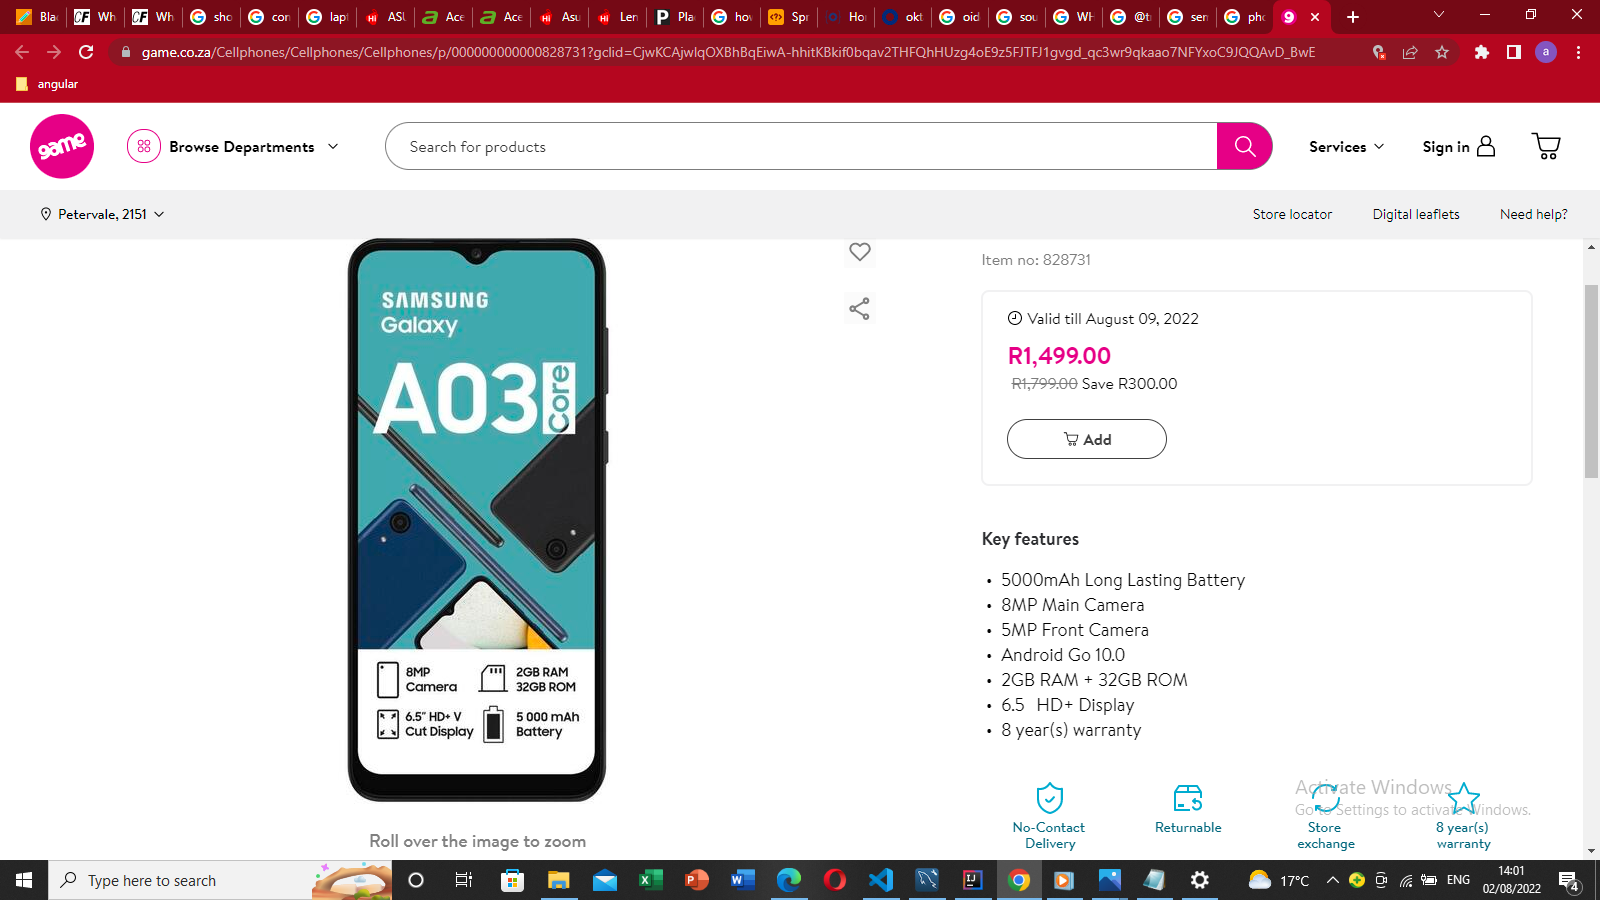 Bla
Wh
Wh
sho
con
lapt
ASU
Ace
Ace
Asu
Len
Pla
hov
Spr
Hor
okt
oid
sou
WH
@t
sen
pho
game.co.za/Cellphones/Cellphones/Cellphones/p/000000000000828731?gclid=CjwKCAjwlqOXBhBqEiwA-hhitKBkif0bqav2THFQhHUzg4oE9z5FJTFJ1gvgd_qc3wr9qkaao7NFYxoC9JQQAvD_BwE
a
angular
game
Browse Departments
Search for products
Services
Sign in
Petervale, 2151
Store locator
Digital leaflets
Need help?
SAMSUNG
Galaxy
A03 Core
8MP
Camera
2GB RAM
32GB ROM
6.5" HD+ V
Cut Display
5 000 mAh
Battery
Roll over the image to zoom
Item no: 828731
Valid till August 09, 2022
R1,499.00
R1,799.00 Save R300.00
Add
Key features
• 5000mAh Long Lasting Battery
• 8MP Main Camera
• 5MP Front Camera
• Android Go 10.0
• 2GB RAM + 32GB ROM
• 6.5 HD+ Display
• 8 year(s) warranty
Activate Windows
Go to Settings to activate Windows.
No-Contact
Delivery
Returnable
Store
exchange
8 year(s)
warranty
Type here to search
17°C
ENG
14:01
02/08/2022
4